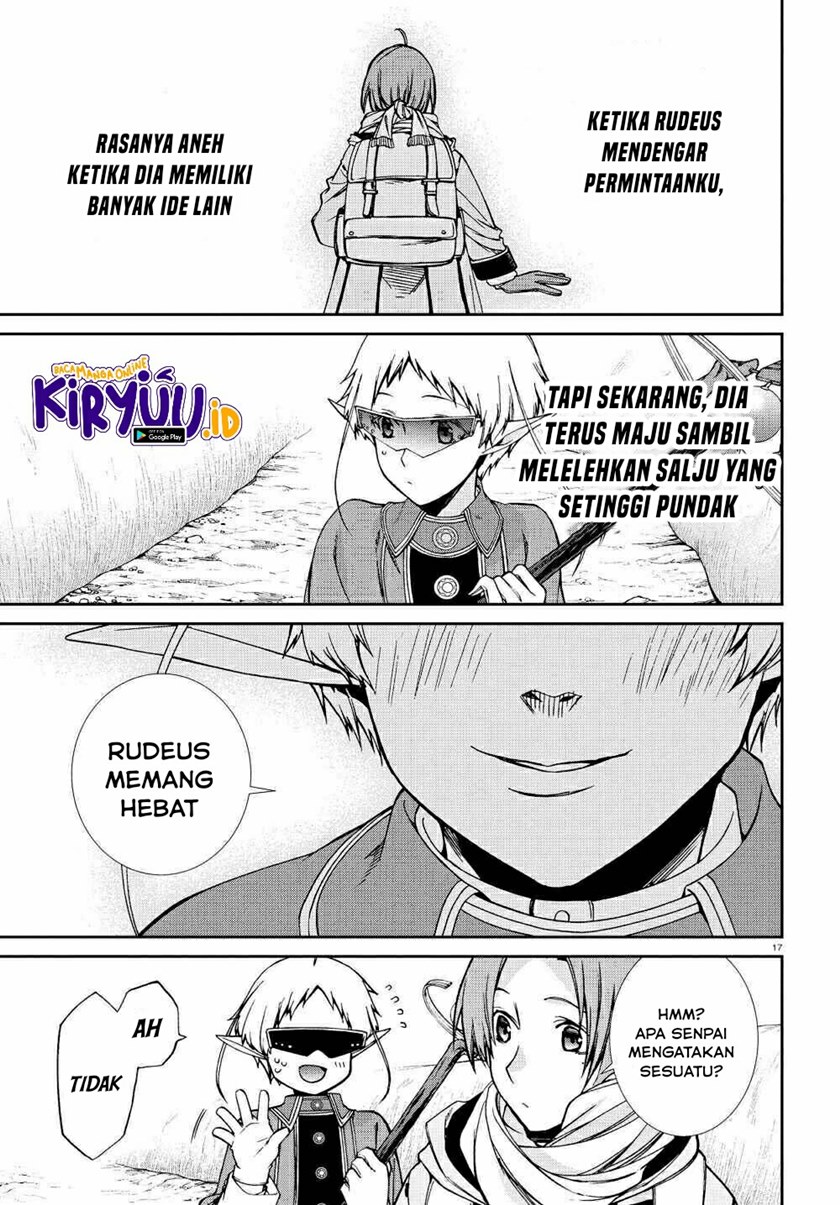 KETIKA RUDEUS
MENDENGAR
PERMINTAANKU,
RASANYA ANEH
KETIKA DIA MEMILIKI
BANYAK IDE LAIN
BACA MANGA ONLINE
KIRYUU.ID
GET IT ON
Google Play
TAPI SEKARANG, DIA
TERUS MAJU SAMBIL
MELELEHKAN SALJU YANG
SETINGGI PUNDAK
RUDEUS
MEMANG
HEBAT
17
HMM?
APA SENPAI
MENGATAKAN
SESUATU?
AH
TIDAK